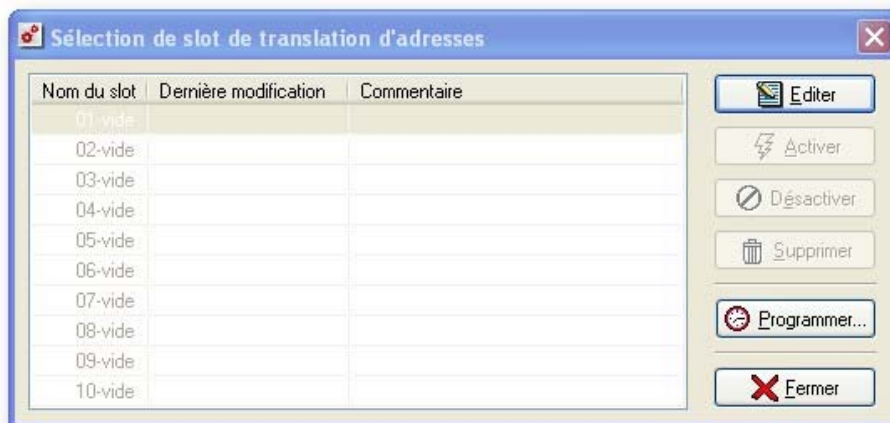 Sélection de slot de translation d'adresses
Nom du slot Dernière modification Commentaire
01-vide
02-vide
03-vide
04-vide
05-vide
06-vide
07-vide
08-vide
09-vide
10-vide
Editer
Activer
Désactiver
Supprimer
Programmer...
Fermer